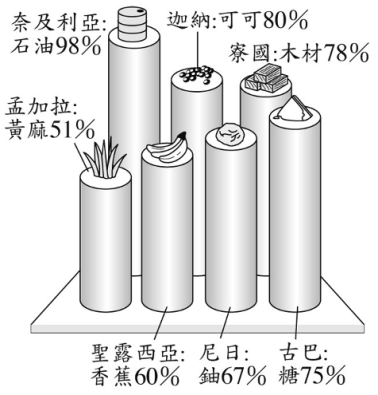 奈及利亞:
石油98%
迦納:可可80%
寮國:木材78%
孟加拉:
黃麻51%
聖露西亞:
香蕉60%
尼日:
鈾67%
古巴:
糖75%